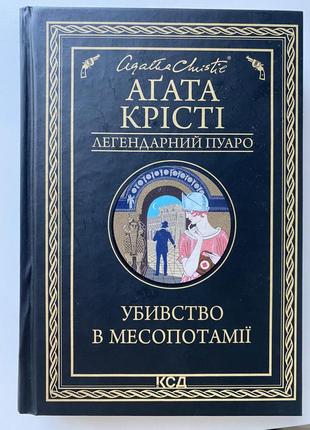 Agatha Christie
АҐАТА
КРІСТІ
ЛЕГЕНДАРНИЙ ПУАРО
УБИВСТВО
В МЕСОПОТАМІЇ
КСД